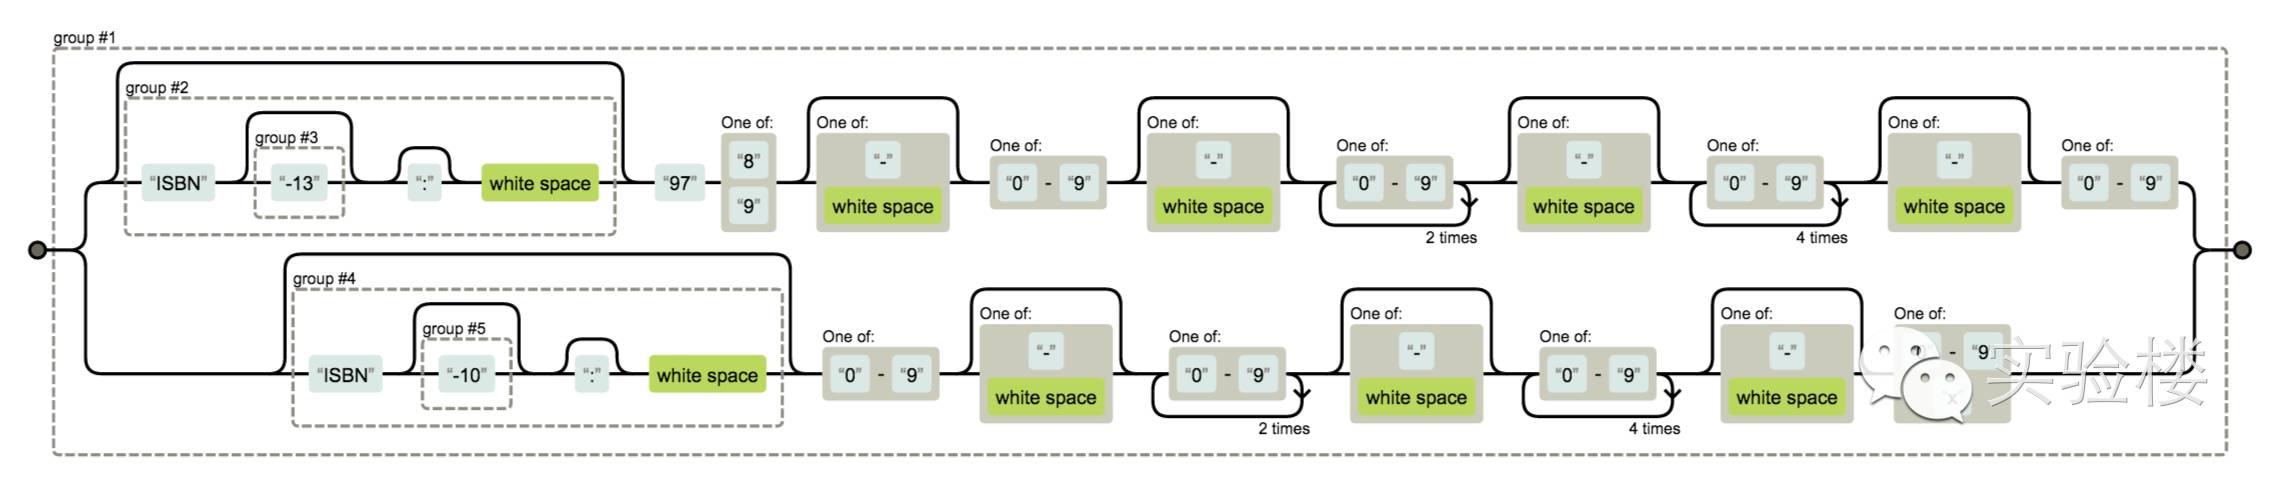 group #1
group #2
group #3
“ISBN” “-13” “:” white space “97”
One of:
“8”
“9”
One of:
“-”
white space
One of:
“0” - “9”
One of:
“-”
white space
One of:
“0” - “9”
2 times
One of:
“-”
white space
One of:
“0” - “9”
4 times
One of:
“-”
white space
One of:
“0” - “9”
group #4
group #5
“ISBN” “-10” “:” white space
One of:
“0” - “9”
One of:
“-”
white space
One of:
“0” - “9”
2 times
One of:
“-”
white space
One of:
“0” - “9”
4 times
One of:
“-”
white space
One of:
- “9
x
实验楼